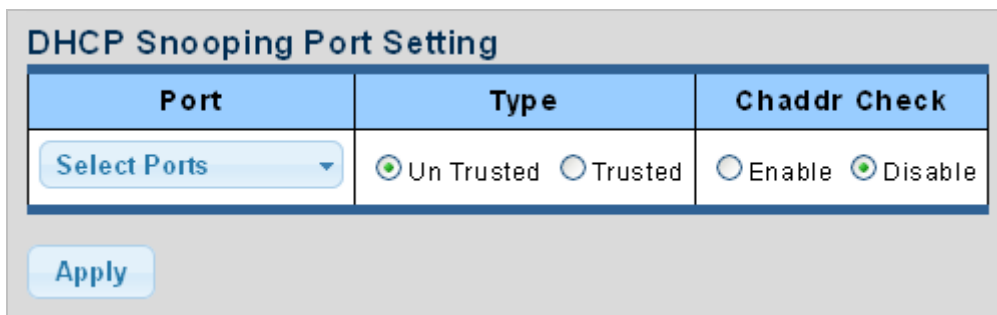 DHCP Snooping Port Setting
Port Type Chaddr Check
Select Ports Un Trusted Trusted Enable Disable
Apply